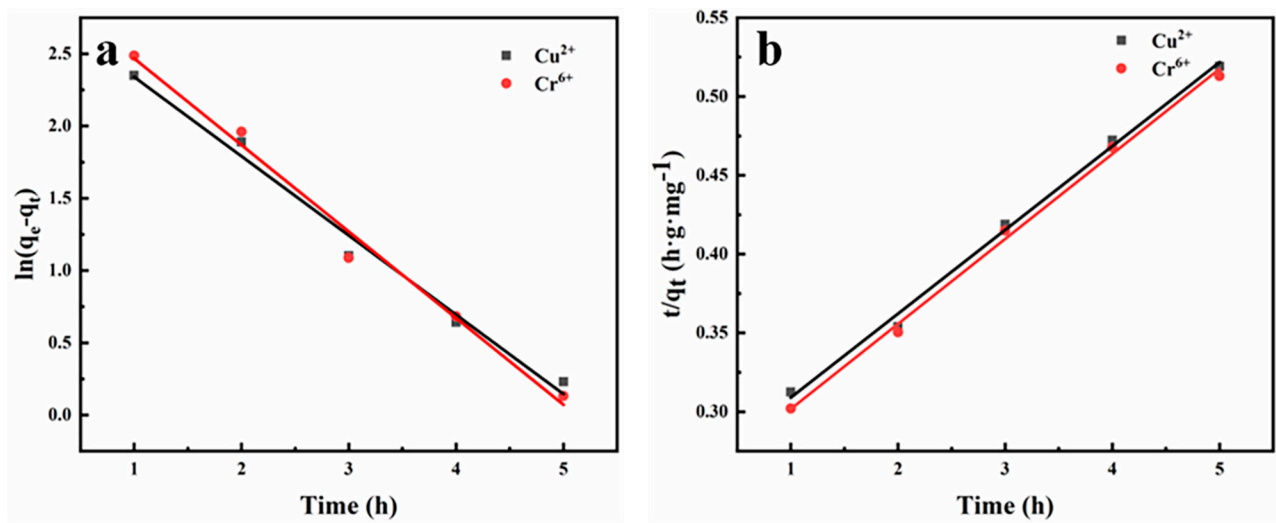 a
Cu²⁺
Cr⁶⁺
2.5
2.0
1.5
1.0
0.5
0.0
ln(qₑ-qₜ)
1 2 3 4 5
Time (h)
b
Cu²⁺
Cr⁶⁺
0.55
0.50
0.45
0.40
0.35
0.30
t/qₜ (h·g·mg⁻¹)
1 2 3 4 5
Time (h)